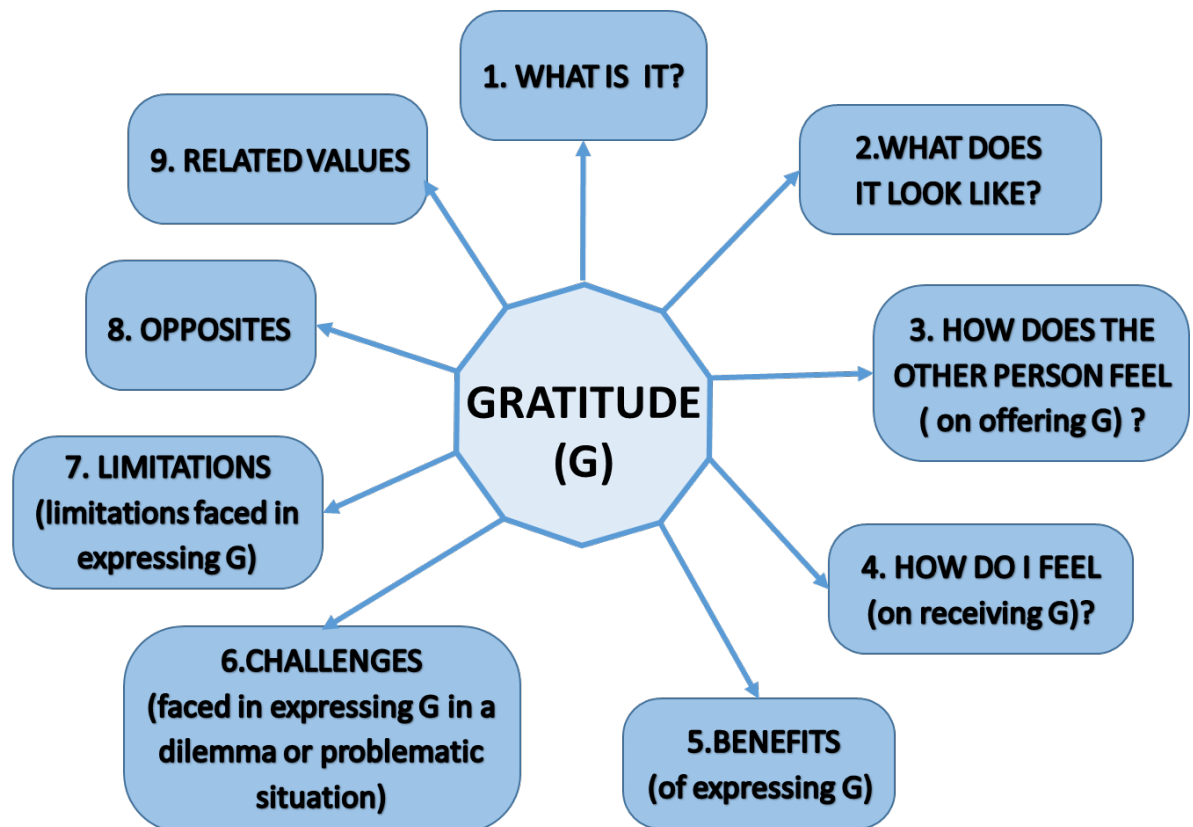 1. WHAT IS IT?
2.WHAT DOES
IT LOOK LIKE?
3. HOW DOES THE
OTHER PERSON FEEL
( on offering G) ?
4. HOW DO I FEEL
(on receiving G)?
5.BENEFITS
(of expressing G)
6.CHALLENGES
(faced in expressing G in a
dilemma or problematic
situation)
7. LIMITATIONS
(limitations faced in
expressing G)
8. OPPOSITES
9. RELATED VALUES
GRATITUDE
(G)